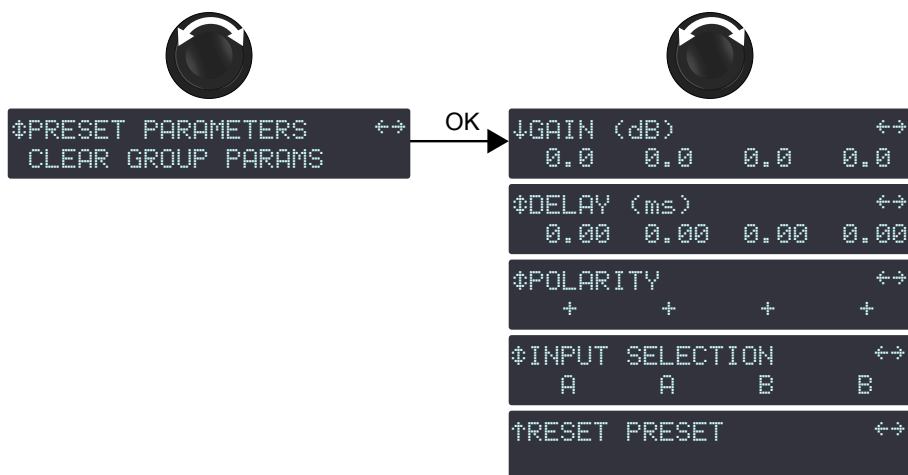 ↕PRESET PARAMETERS ←→
CLEAR GROUP PARAMS
OK
↓GAIN (dB) ←→
0.0 0.0 0.0 0.0
↕DELAY (ms) ←→
0.00 0.00 0.00 0.00
↕POLARITY ←→
+ + + +
↕INPUT SELECTION ←→
A A B B
↑RESET PRESET ←→